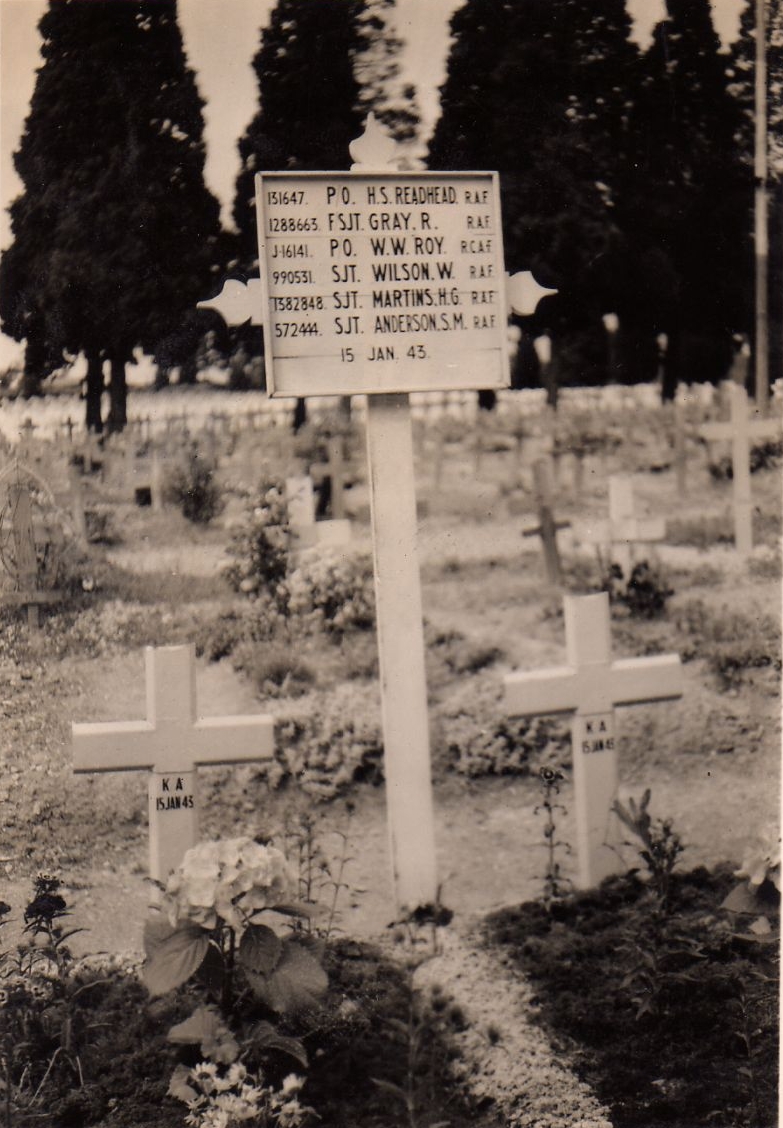 131647. P/O. H.S. READHEAD. R.A.F.
1288663. FSJT. GRAY. R. R.A.F.
J-16141. P.O. W.W. ROY. R.C.A.F.
990531. SJT. WILSON. W. R.A.F.
1382848. SJT. MARTINS. H.G. R.A.F.
572444. SJT. ANDERSON. S.M. R.A.F.
15 JAN. 43.
K A
15 JAN 43
K A
15 JAN 43